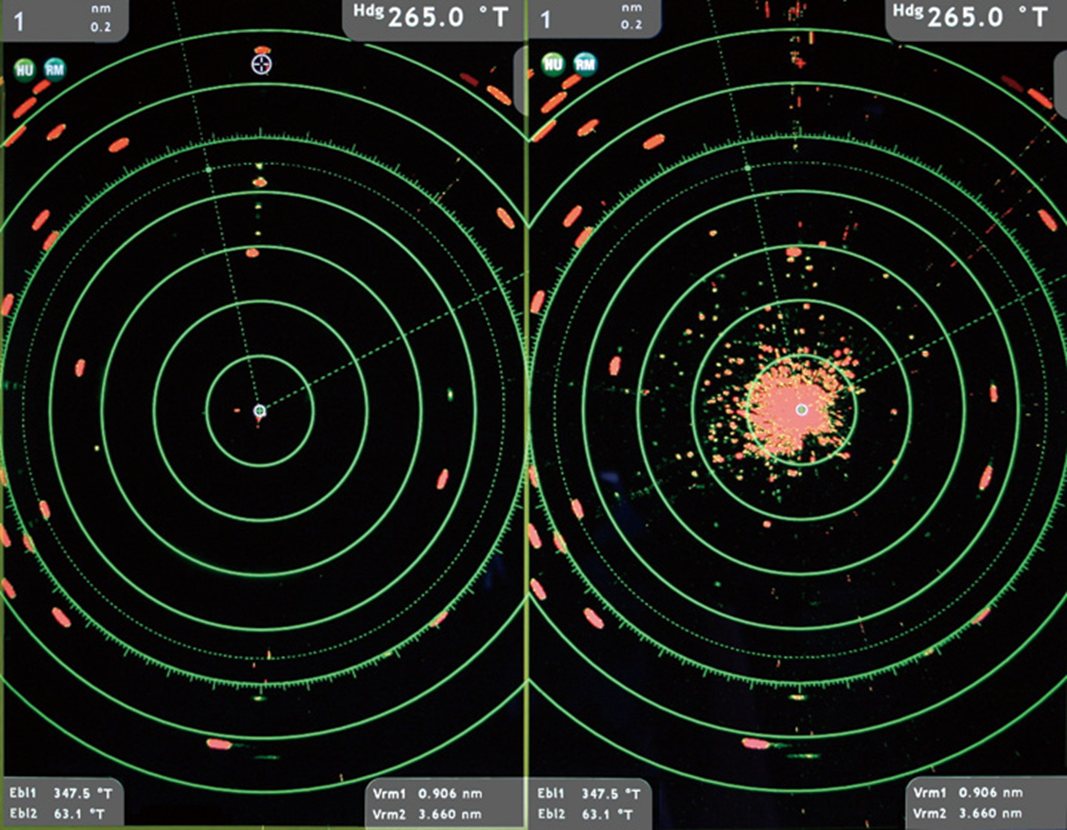 1
nm
0.2
Hdg 265.0 °T
HU RM
Ebl1 347.5 °T
Ebl2 63.1 °T
Vrm1 0.906 nm
Vrm2 3.660 nm
1
nm
0.2
Hdg 265.0 °T
HU RM
Ebl1 347.5 °T
Ebl2 63.1 °T
Vrm1 0.906 nm
Vrm2 3.660 nm